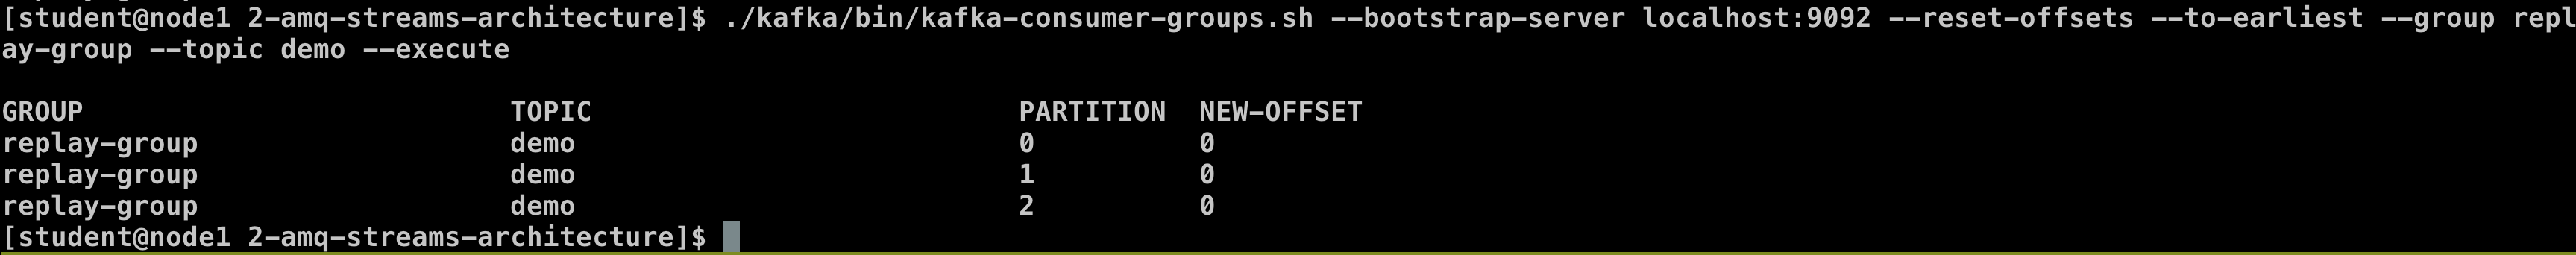 [student@node1 2-amq-streams-architecture]$ ./kafka/bin/kafka-consumer-groups.sh --bootstrap-server localhost:9092 --reset-offsets --to-earliest --group repl
ay-group --topic demo --execute
GROUP TOPIC PARTITION NEW-OFFSET
replay-group demo 0 0
replay-group demo 1 0
replay-group demo 2 0
[student@node1 2-amq-streams-architecture]$